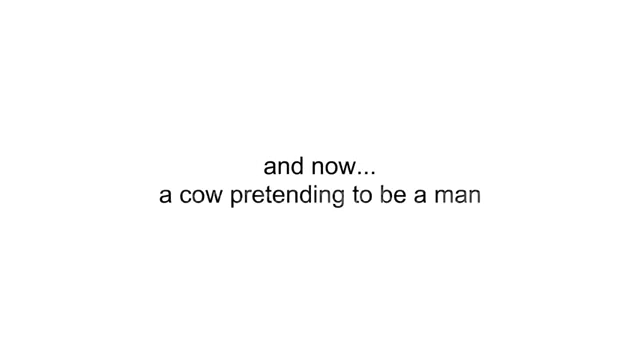 and now...
a cow pretending to be a man